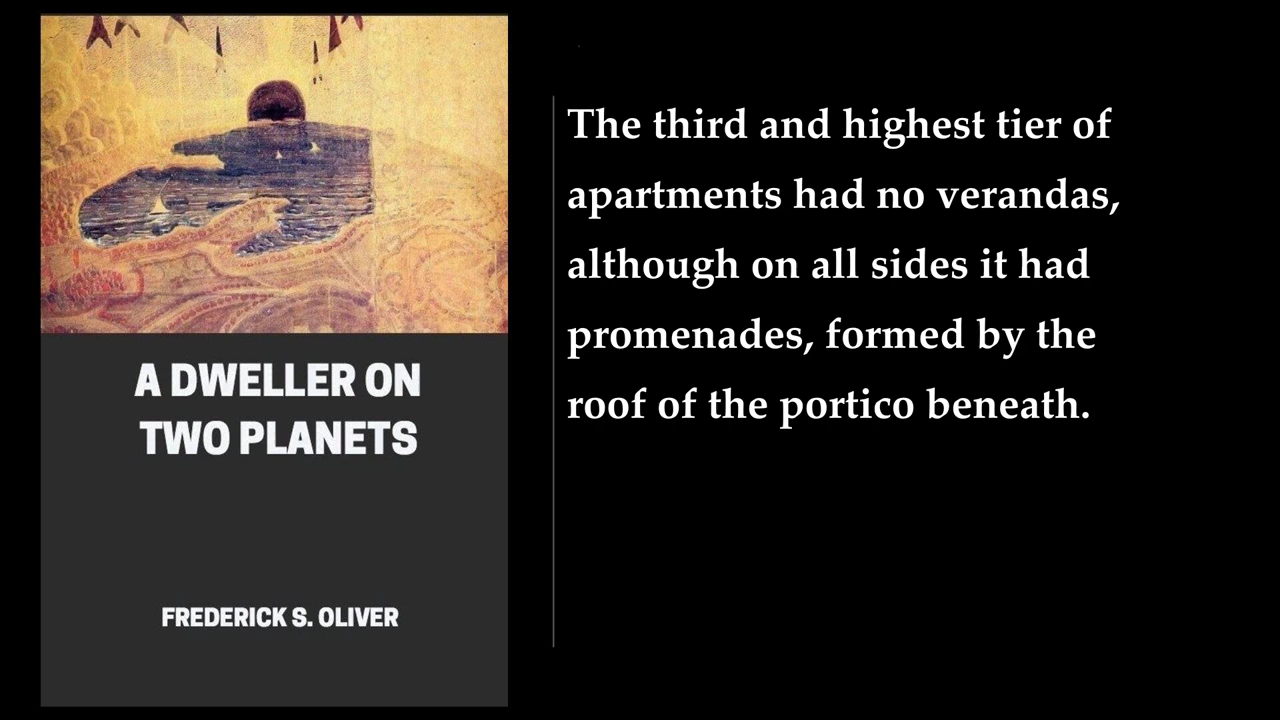 A DWELLER ON
TWO PLANETS
FREDERICK S. OLIVER
The third and highest tier of
apartments had no verandas,
although on all sides it had
promenades, formed by the
roof of the portico beneath.